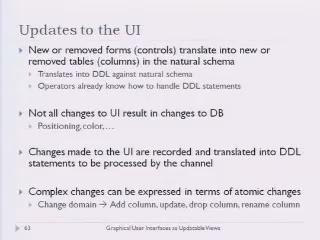 Updates to the UI
New or removed forms (controls) translate into new or
removed tables (columns) in the natural schema
Translates into DDL against natural schema
Operators already know how to handle DDL statements
Not all changes to UI result in changes to DB
Positioning, color, …
Changes made to the UI are recorded and translated into DDL
statements to be processed by the channel
Complex changes can be expressed in terms of atomic changes
Change domain → Add column, update, drop column, rename column
63 Graphical User Interfaces as Updatable Views